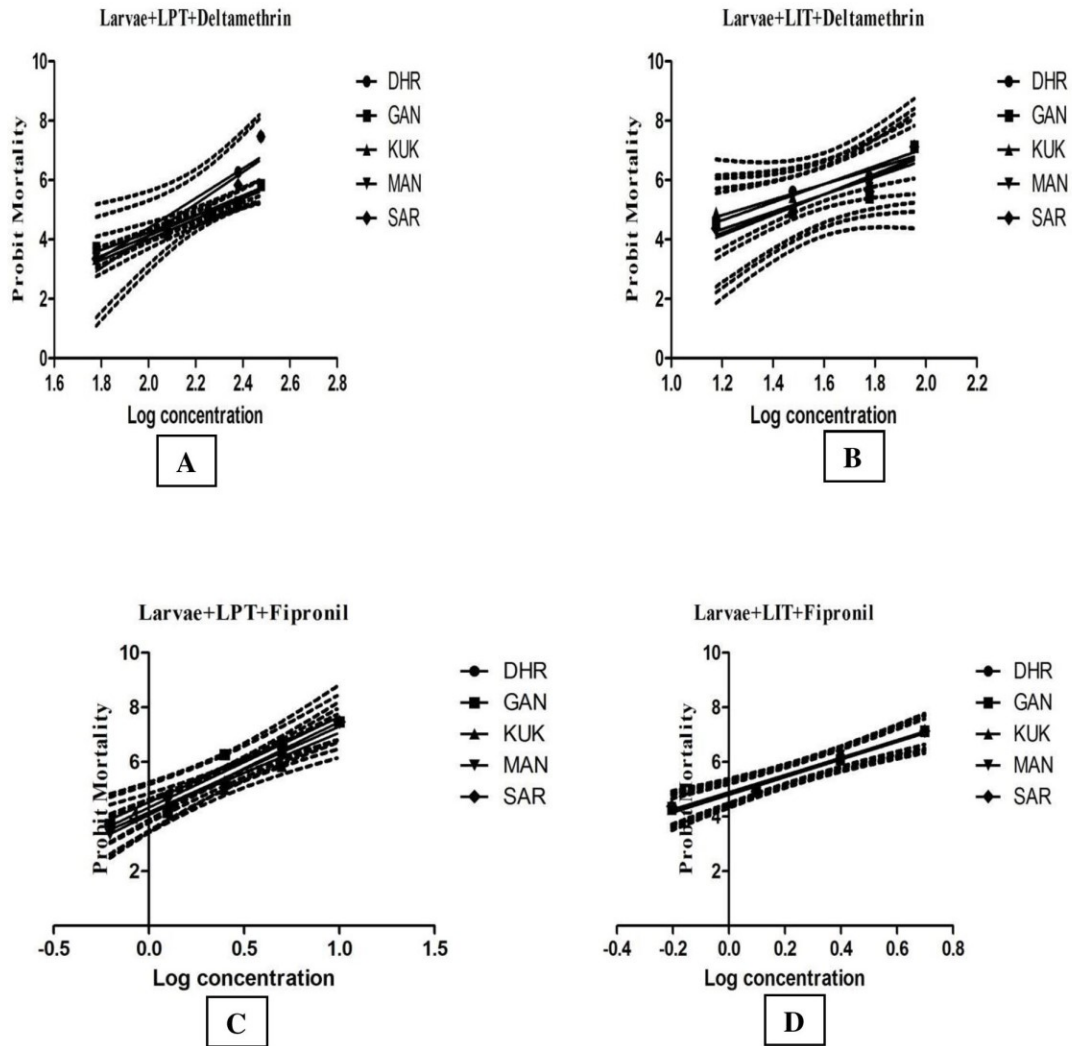 Larvae+LPT+Deltamethrin
Probit Mortality
10
8
6
4
2
0
1.6 1.8 2.0 2.2 2.4 2.6 2.8
Log concentration
DHR
GAN
KUK
MAN
SAR
A
Larvae+LIT+Deltamethrin
Probit Mortality
10
8
6
4
2
0
1.0 1.2 1.4 1.6 1.8 2.0 2.2
Log concentration
DHR
GAN
KUK
MAN
SAR
B
Larvae+LPT+Fipronil
Probit Mortality
10
8
6
4
2
-0.5 0.0 0.5 1.0 1.5
Log concentration
DHR
GAN
KUK
MAN
SAR
C
Larvae+LIT+Fipronil
Probit Mortality
10
8
6
4
2
-0.4 -0.2 0.0 0.2 0.4 0.6 0.8
Log concentration
DHR
GAN
KUK
MAN
SAR
D